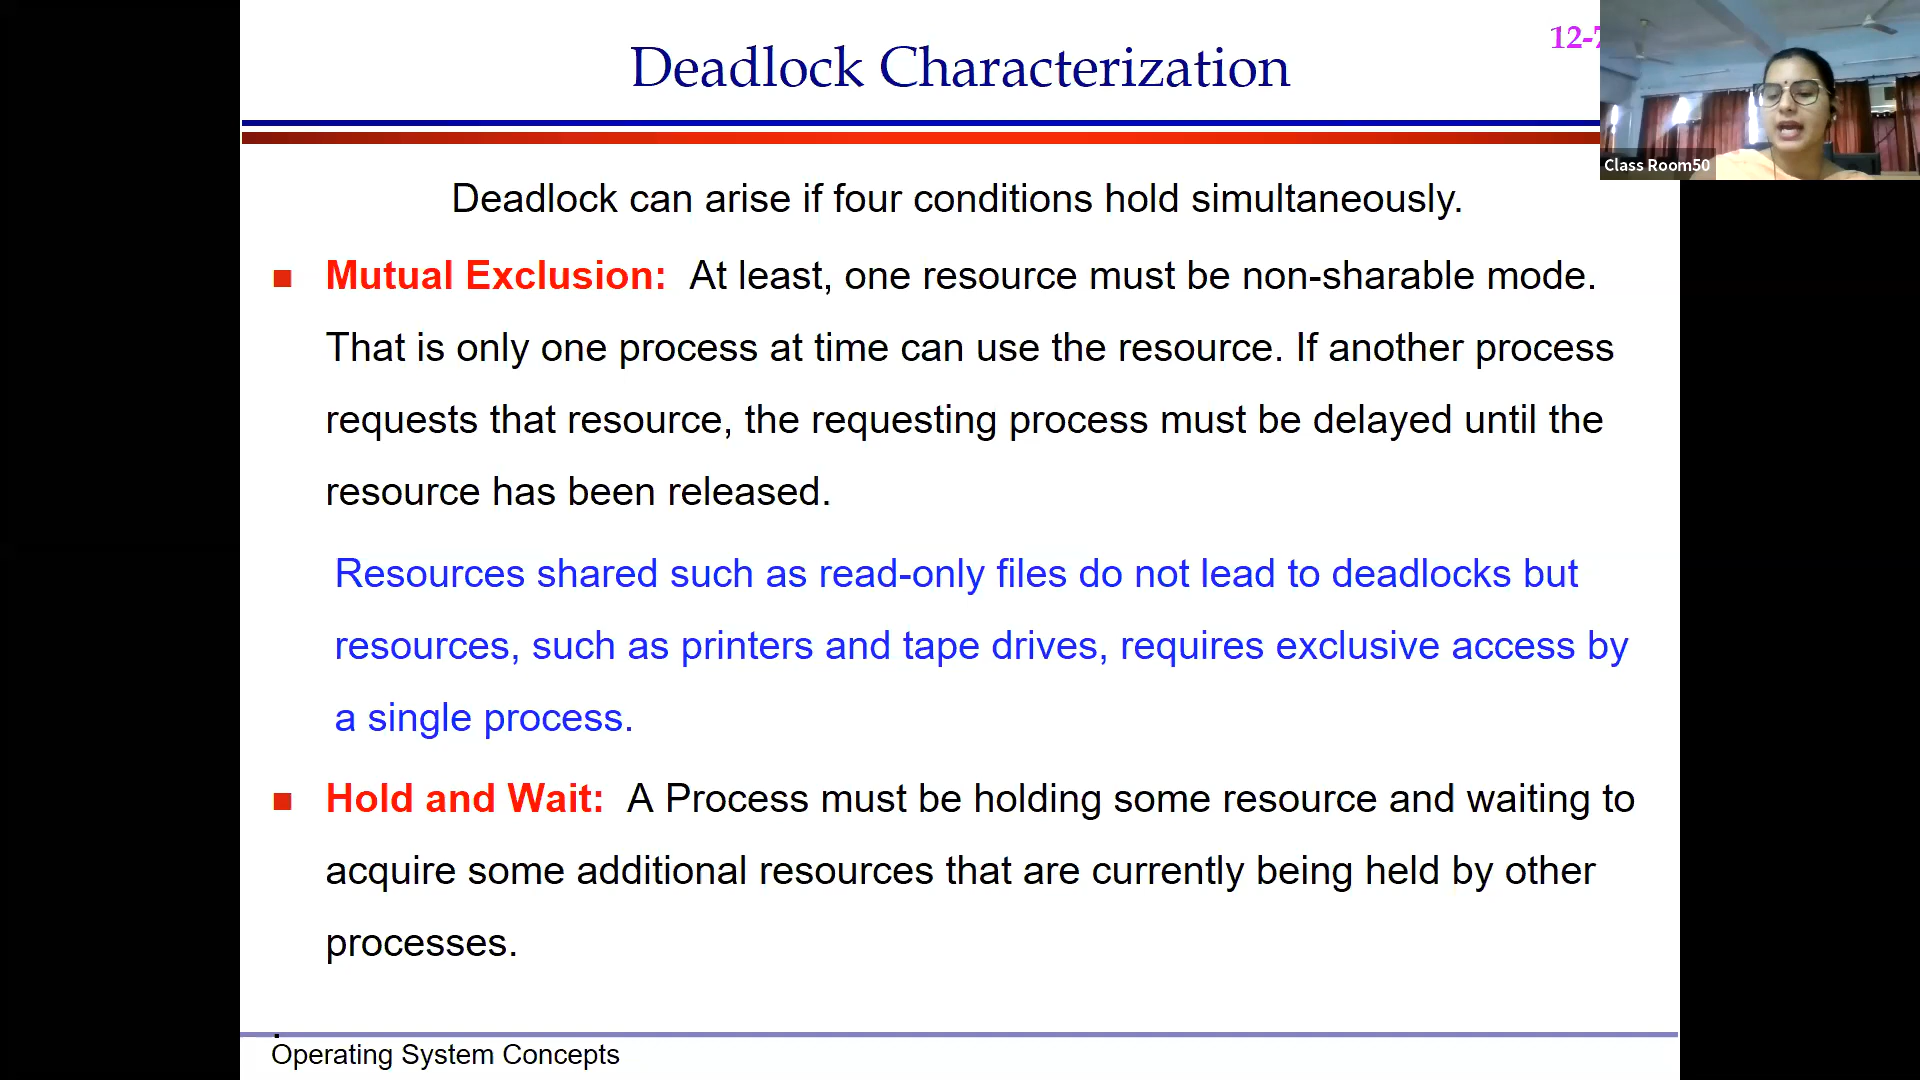 Deadlock Characterization
12-7
Class Room50
Deadlock can arise if four conditions hold simultaneously.
Mutual Exclusion: At least, one resource must be non-sharable mode.
That is only one process at time can use the resource. If another process
requests that resource, the requesting process must be delayed until the
resource has been released.
Resources shared such as read-only files do not lead to deadlocks but
resources, such as printers and tape drives, requires exclusive access by
a single process.
Hold and Wait: A Process must be holding some resource and waiting to
acquire some additional resources that are currently being held by other
processes.
Operating System Concepts